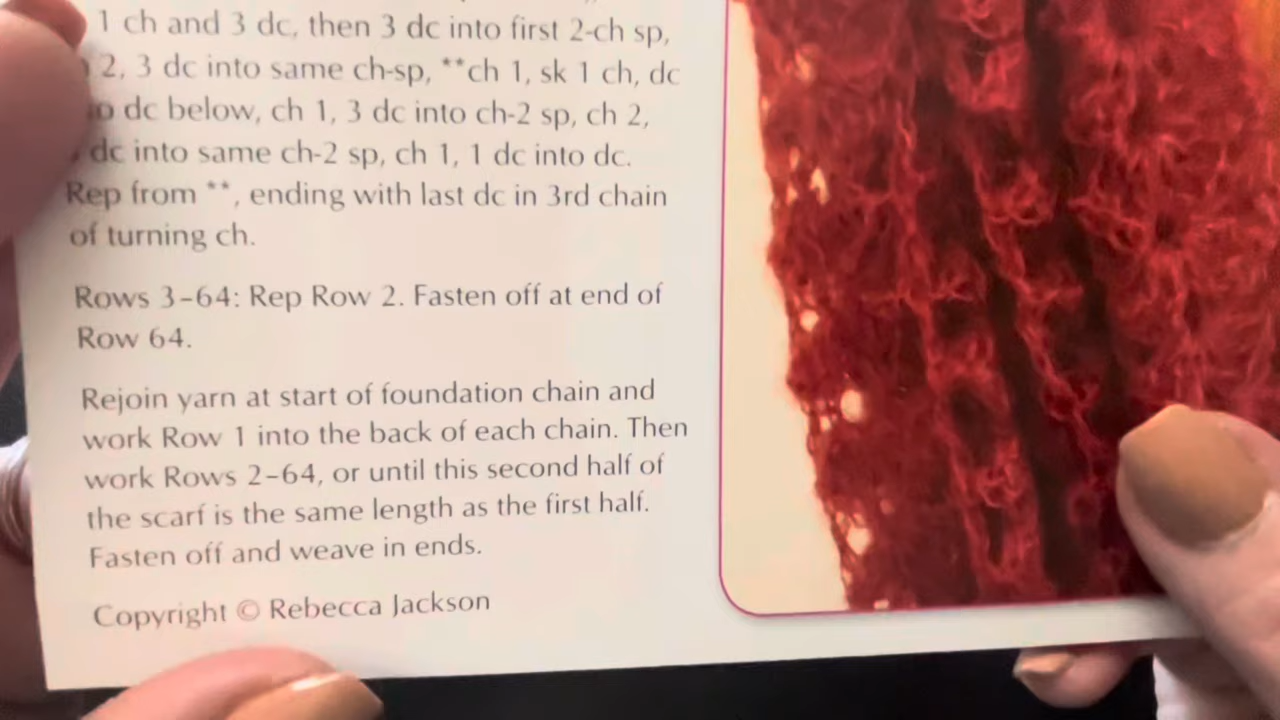 1 ch and 3 dc, then 3 dc into first 2-ch sp,
2, 3 dc into same ch-sp, **ch 1, sk 1 ch, dc
dc below, ch 1, 3 dc into ch-2 sp, ch 2,
dc into same ch-2 sp, ch 1, 1 dc into dc.
Rep from **, ending with last dc in 3rd chain
of turning ch.
Rows 3–64: Rep Row 2. Fasten off at end of
Row 64.
Rejoin yarn at start of foundation chain and
work Row 1 into the back of each chain. Then
work Rows 2–64, or until this second half of
the scarf is the same length as the first half.
Fasten off and weave in ends.
Copyright © Rebecca Jackson